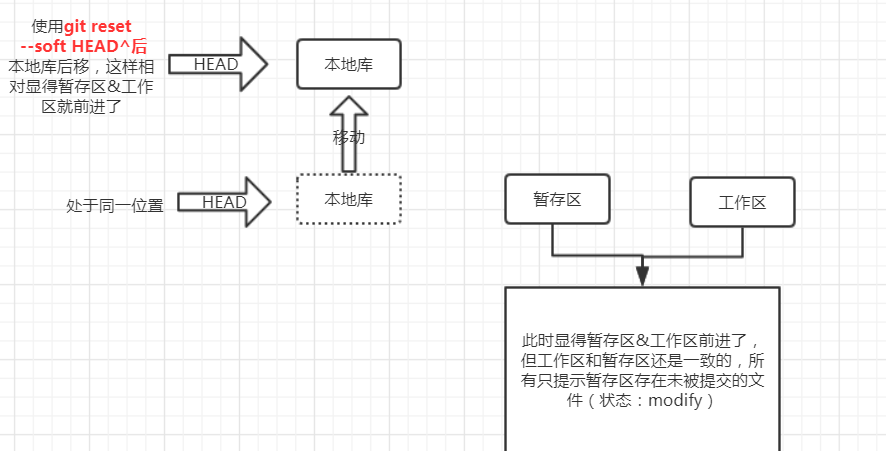 使用git reset
--soft HEAD^后
本地库后移，这样相
对显得暂存区&工作
区就前进了
HEAD
本地库
移动
处于同一位置
HEAD
本地库
暂存区
工作区
此时显得暂存区&工作区前进了，
但工作区和暂存区还是一致的，所
有只提示暂存区存在未被提交的文
件（状态：modify）